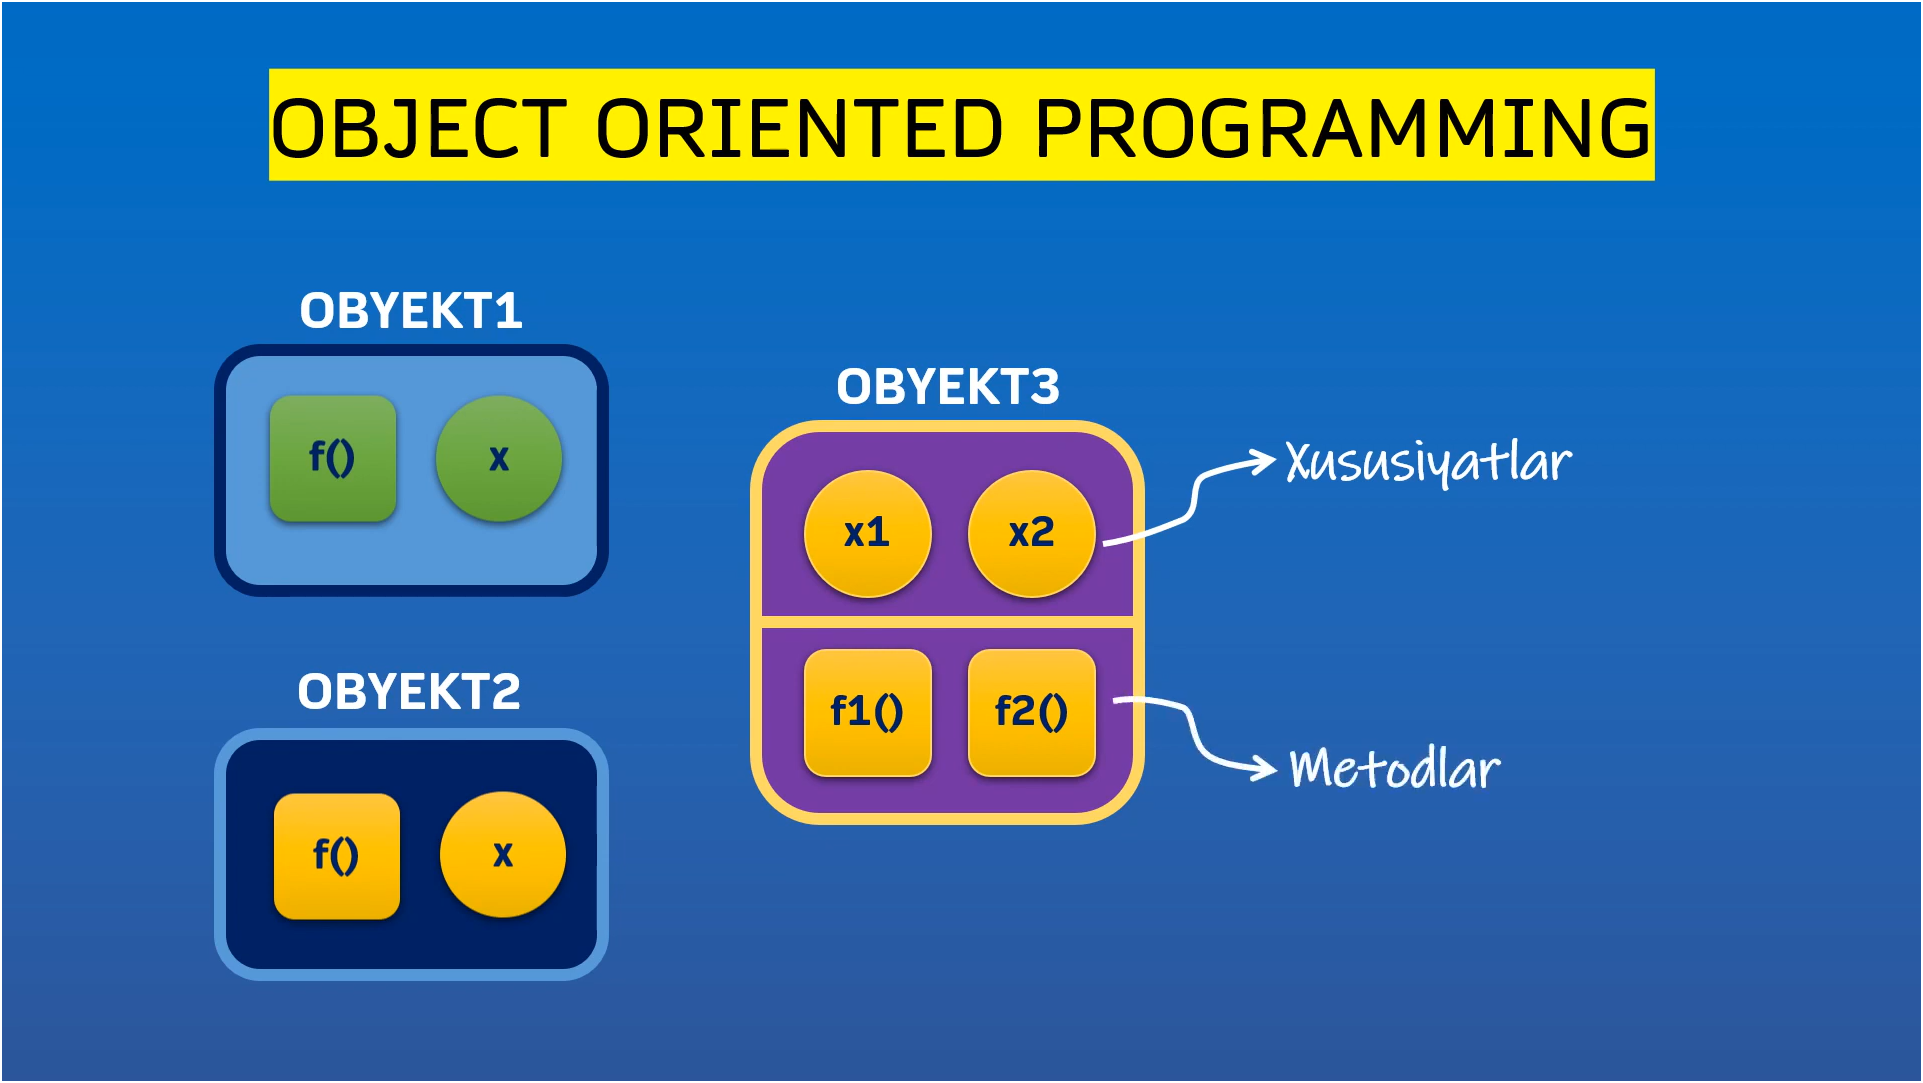 OBJECT ORIENTED PROGRAMMING
OBYEKT1
f()
x
OBYEKT2
f()
x
OBYEKT3
x1
x2
f1()
f2()
Xususiyatlar
Metodlar